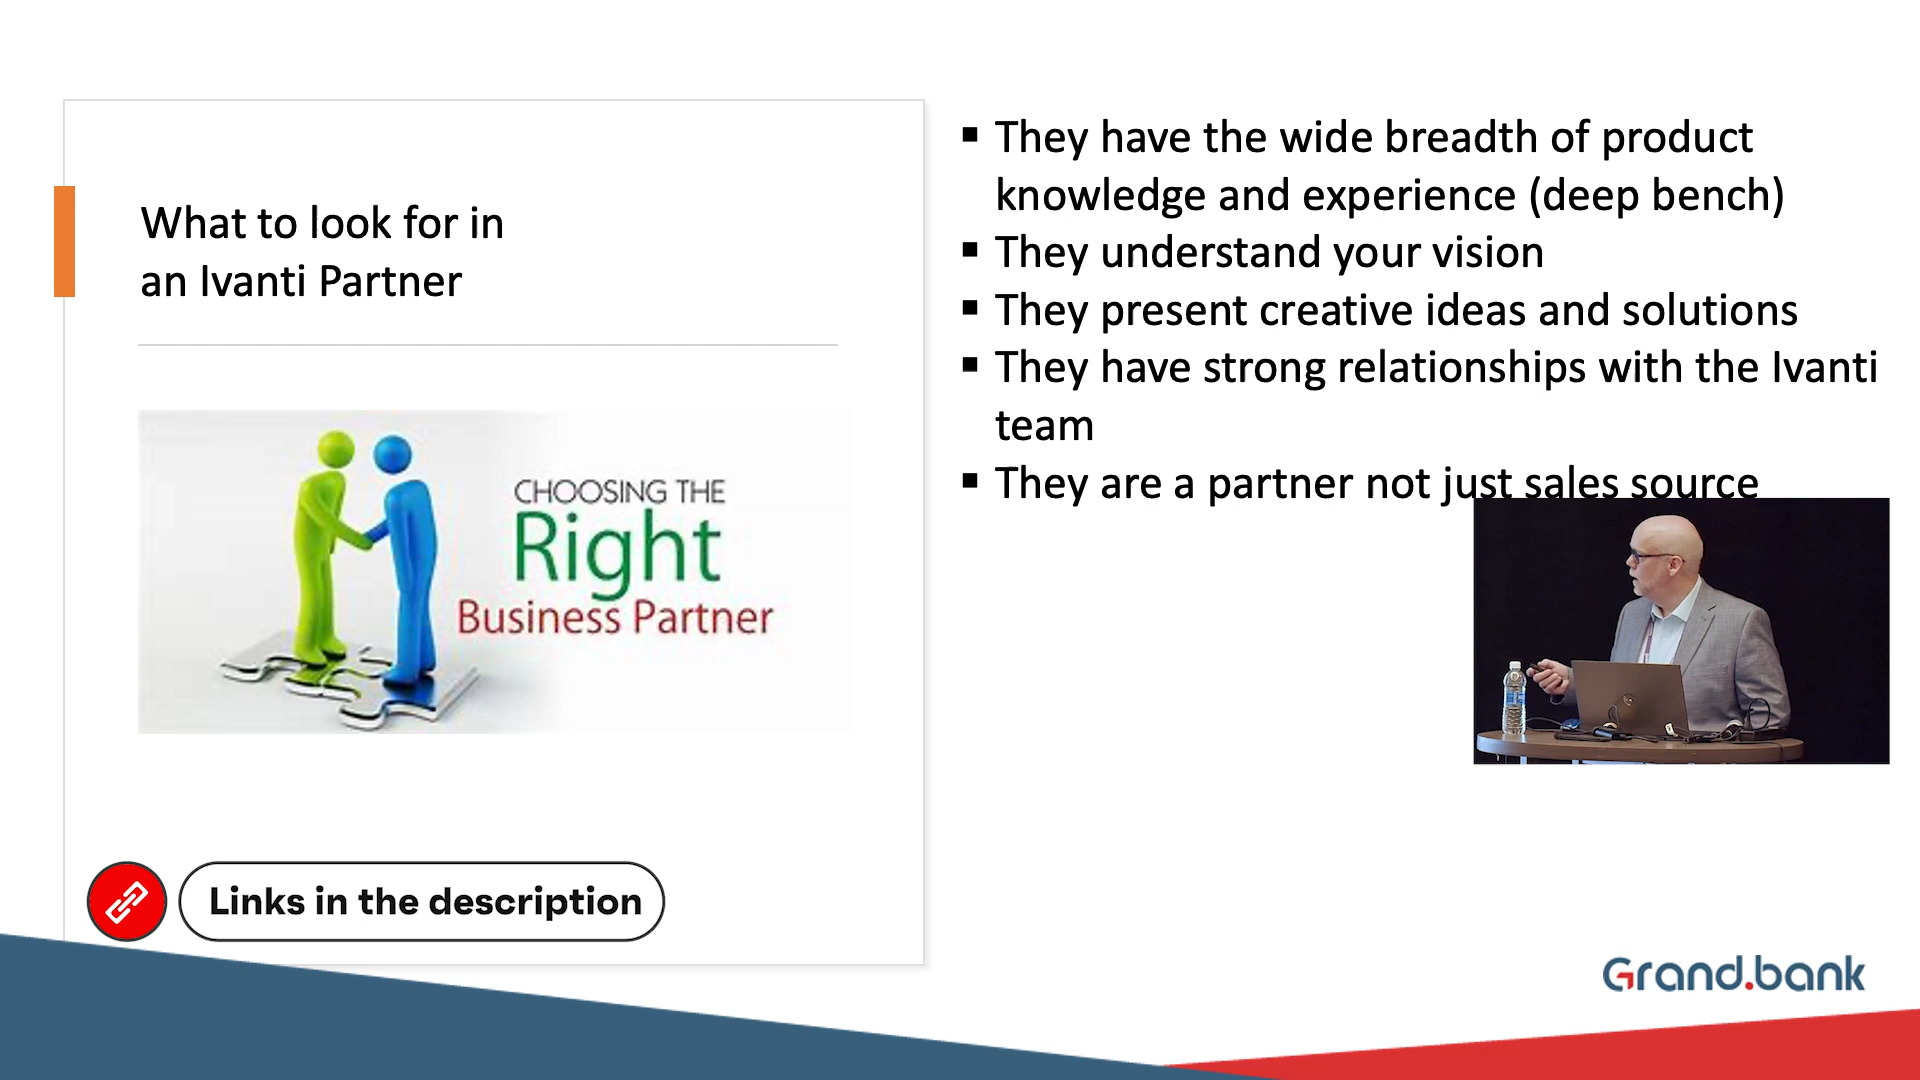 What to look for in
an Ivanti Partner
CHOOSING THE
Right
Business Partner
Links in the description
▪ They have the wide breadth of product
knowledge and experience (deep bench)
▪ They understand your vision
▪ They present creative ideas and solutions
▪ They have strong relationships with the Ivanti
team
▪ They are a partner not just sales source
Grand.bank